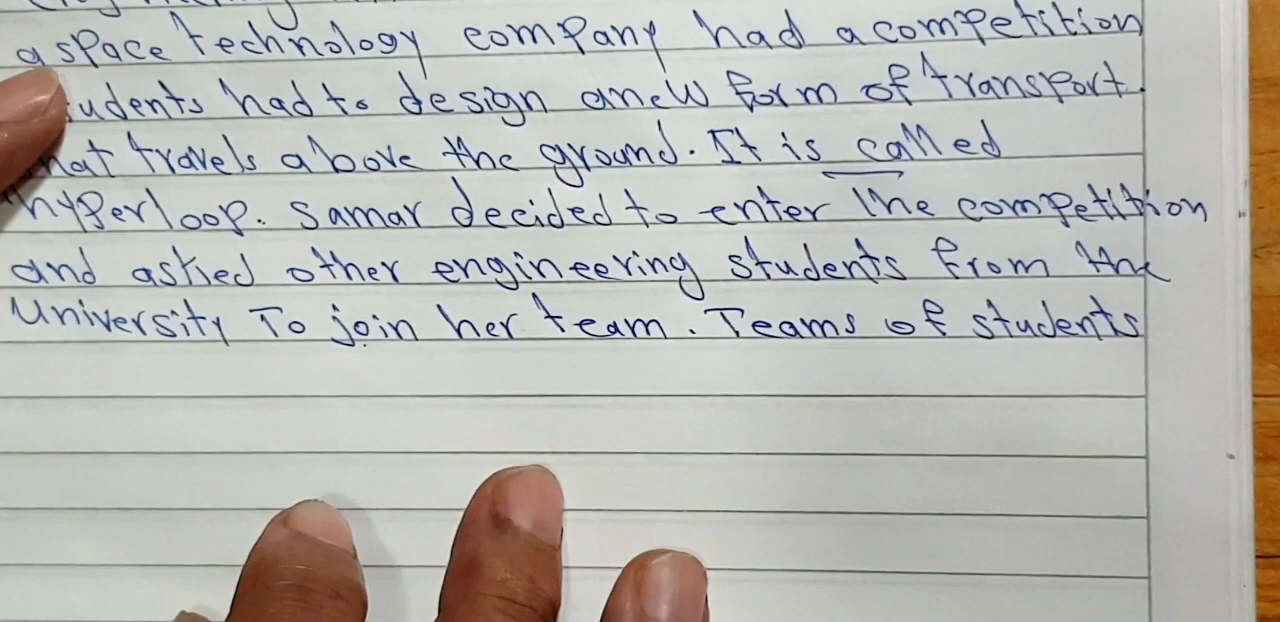 a space technology company had a competition
had to design a new form of transport.
travels above the ground. It is called
hyperloop. Samar decided to enter the competition
and asked other engineering students from the
University To join her team. Teams of students